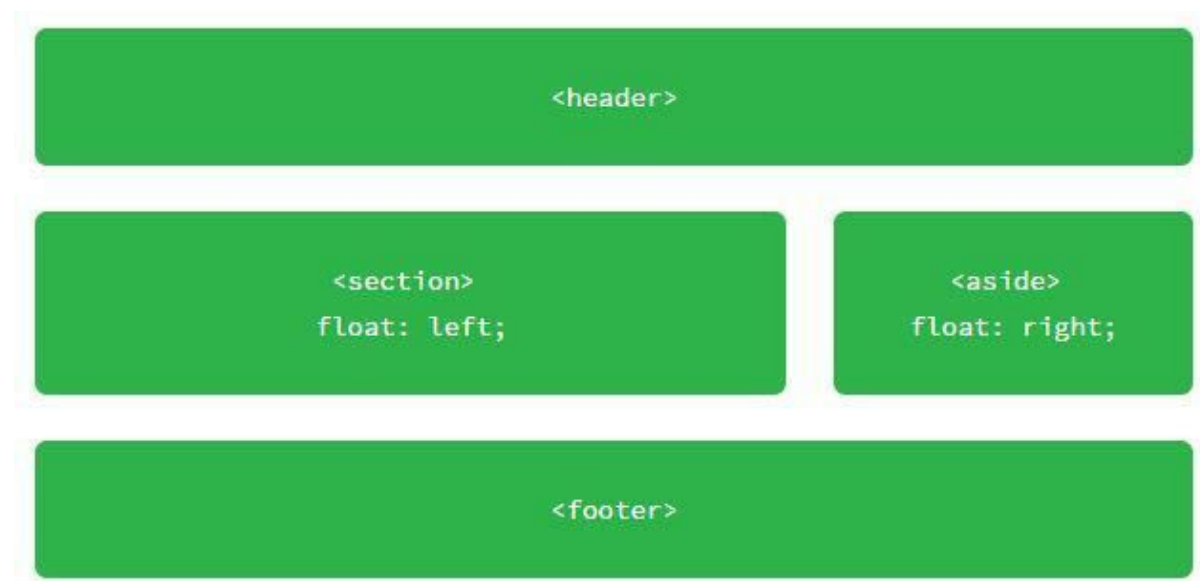 <header>
<section>
float: left;
<aside>
float: right;
<footer>